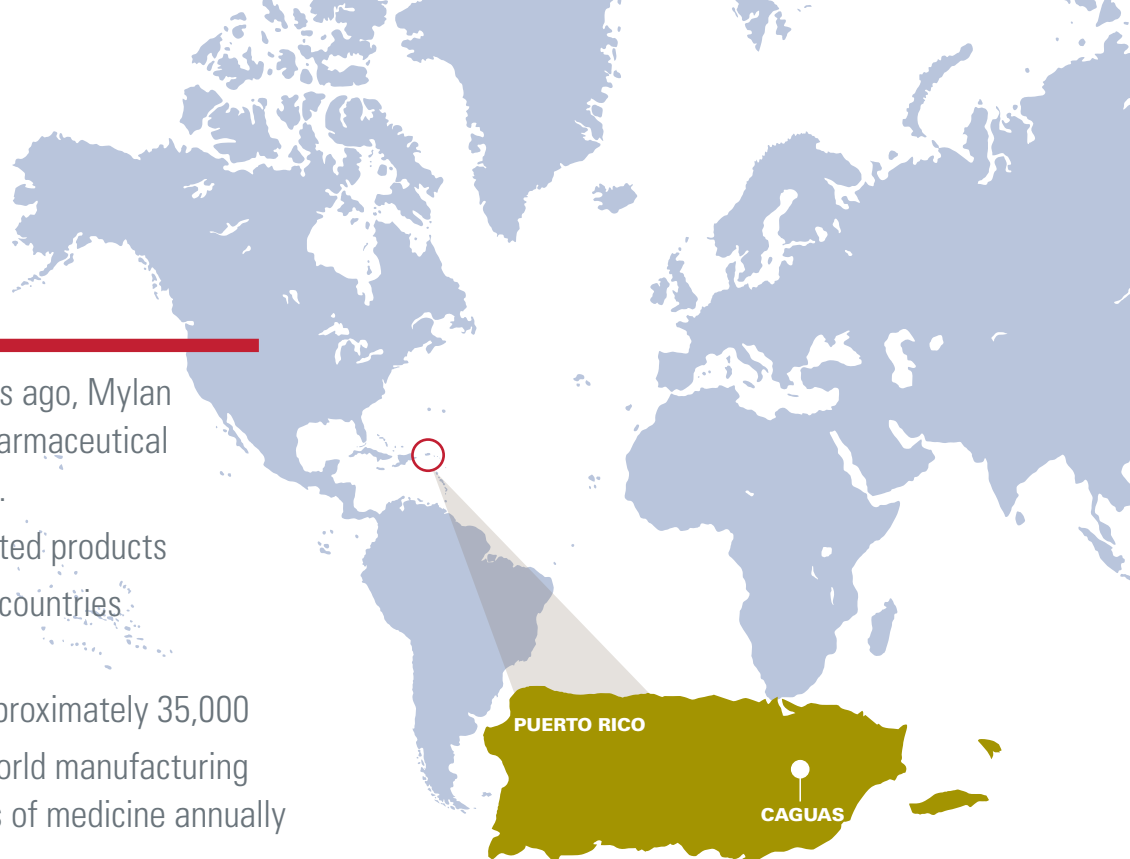 s ago, Mylan
armaceutical
.
ted products
countries
proximately 35,000
orld manufacturing
s of medicine annually
PUERTO RICO
CAGUAS